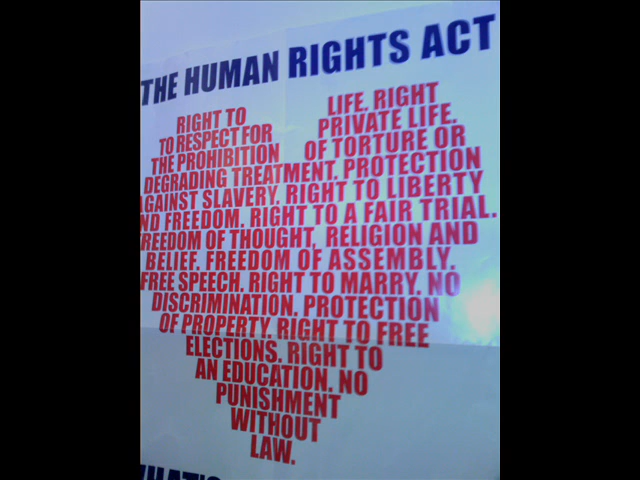 THE HUMAN RIGHTS ACT
RIGHT TO LIFE. RIGHT
TO RESPECT FOR PRIVATE LIFE.
THE PROHIBITION OF TORTURE OR
DEGRADING TREATMENT. PROTECTION
AGAINST SLAVERY. RIGHT TO LIBERTY
ND FREEDOM. RIGHT TO A FAIR TRIAL.
REEDOM OF THOUGHT, RELIGION AND
BELIEF. FREEDOM OF ASSEMBLY.
FREE SPEECH. RIGHT TO MARRY. NO
DISCRIMINATION. PROTECTION
OF PROPERTY. RIGHT TO FREE
ELECTIONS. RIGHT TO
AN EDUCATION. NO
PUNISHMENT
WITHOUT
LAW.